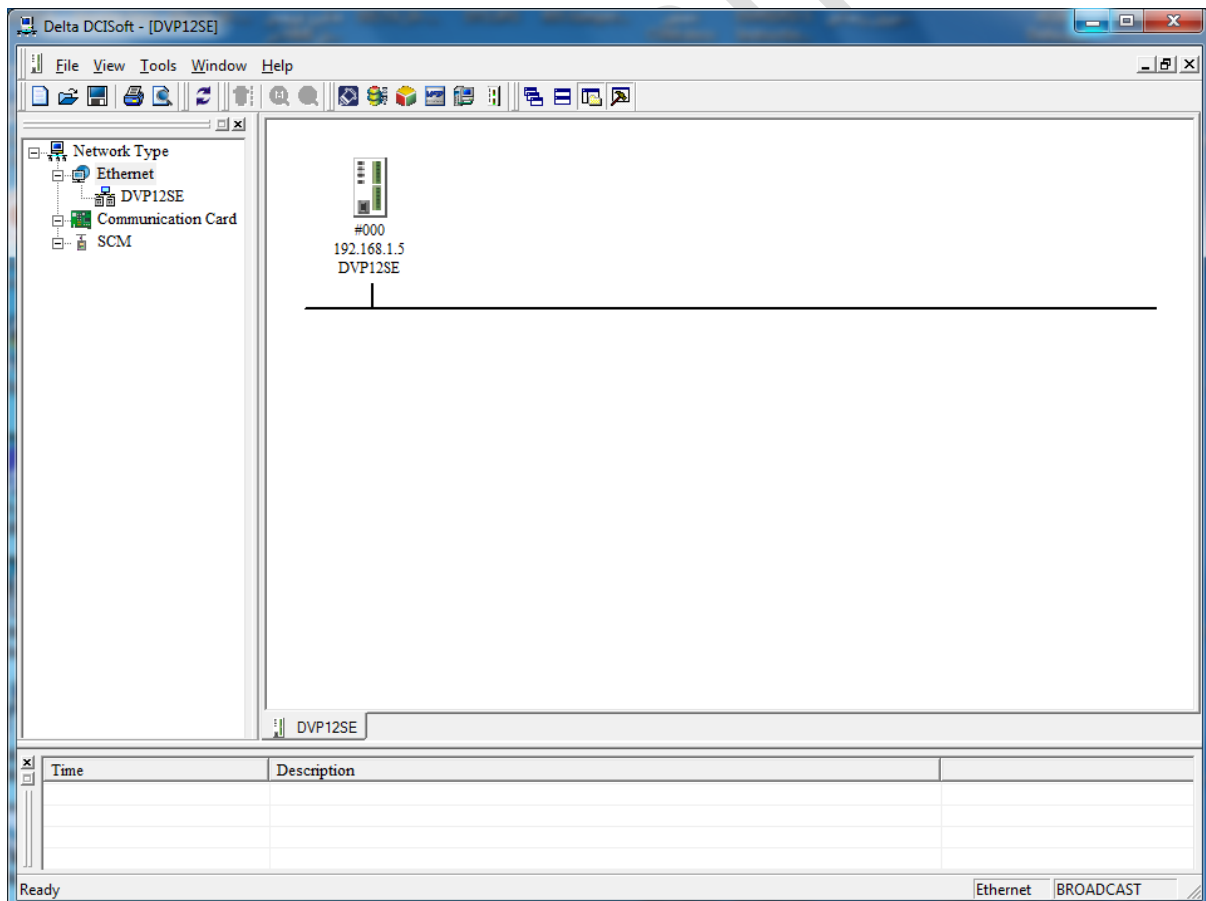 Delta DCISoft - [DVP12SE]
File View Tools Window Help
Network Type
Ethernet
DVP12SE
Communication Card
SCM
#000
192.168.1.5
DVP12SE
DVP12SE
Time Description
Ready Ethernet BROADCAST